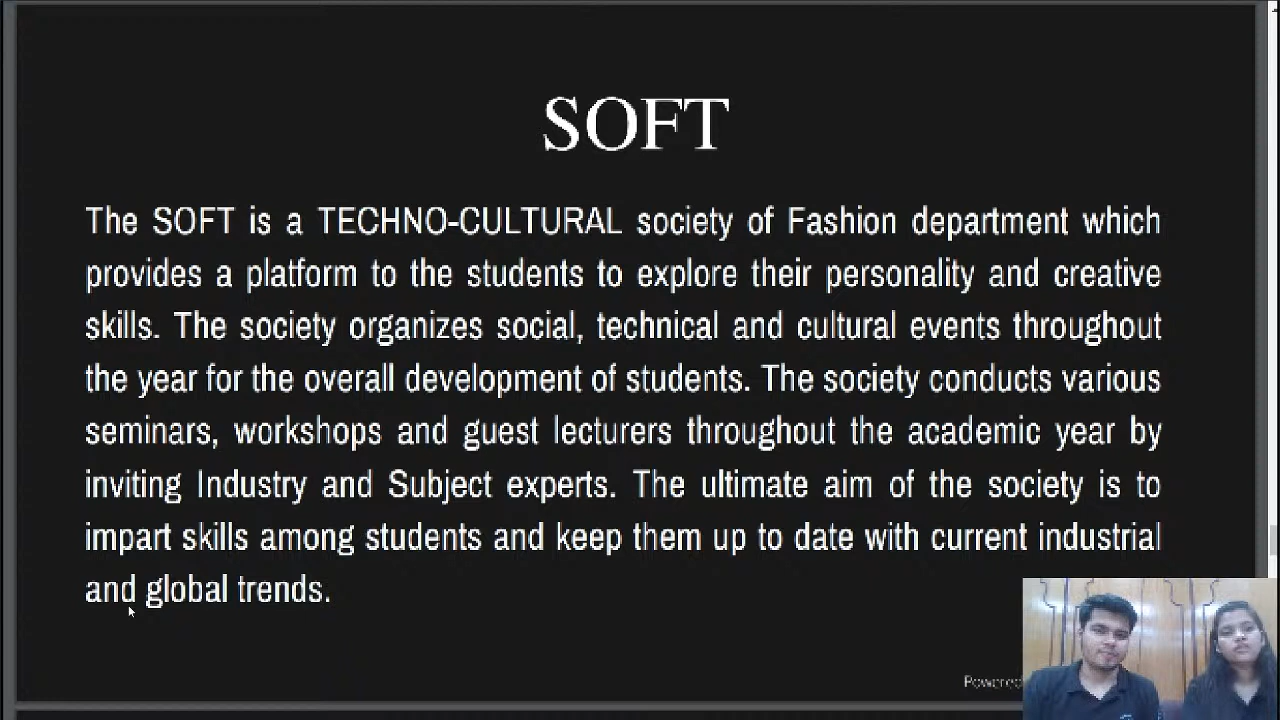 SOFT
The SOFT is a TECHNO-CULTURAL society of Fashion department which
provides a platform to the students to explore their personality and creative
skills. The society organizes social, technical and cultural events throughout
the year for the overall development of students. The society conducts various
seminars, workshops and guest lecturers throughout the academic year by
inviting Industry and Subject experts. The ultimate aim of the society is to
impart skills among students and keep them up to date with current industrial
and global trends.
Powered